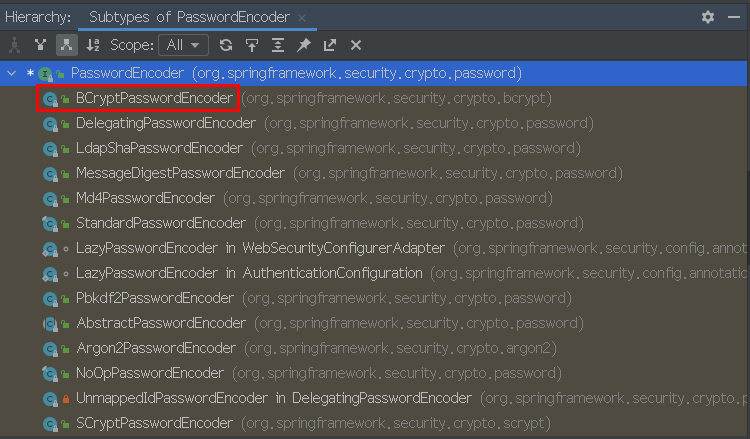 Hierarchy: Subtypes of PasswordEncoder ×
Scope: All
* PasswordEncoder (org.springframework.security.crypto.password)
BCryptPasswordEncoder (org.springframework.security.crypto.bcrypt)
DelegatingPasswordEncoder (org.springframework.security.crypto.password)
LdapShaPasswordEncoder (org.springframework.security.crypto.password)
MessageDigestPasswordEncoder (org.springframework.security.crypto.password)
Md4PasswordEncoder (org.springframework.security.crypto.password)
StandardPasswordEncoder (org.springframework.security.crypto.password)
LazyPasswordEncoder in WebSecurityConfigurerAdapter (org.springframework.security.config.annota
LazyPasswordEncoder in AuthenticationConfiguration (org.springframework.security.config.annotatio
Pbkdf2PasswordEncoder (org.springframework.security.crypto.password)
AbstractPasswordEncoder (org.springframework.security.crypto.password)
Argon2PasswordEncoder (org.springframework.security.crypto.argon2)
NoOpPasswordEncoder (org.springframework.security.crypto.password)
UnmappedIdPasswordEncoder in DelegatingPasswordEncoder (org.springframework.security.crypto.p
SCryptPasswordEncoder (org.springframework.security.crypto.scrypt)